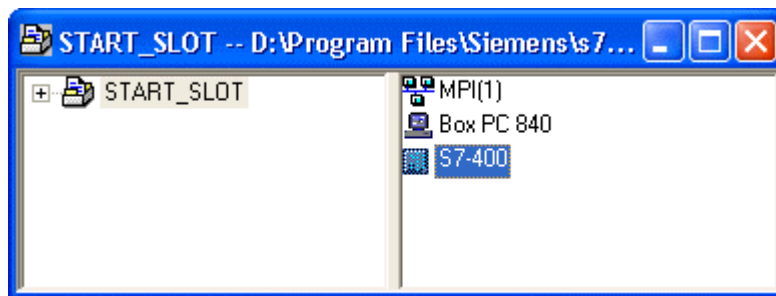 START_SLOT -- D:\Program Files\Siemens\s7...
START_SLOT
MPI(1)
Box PC 840
S7-400